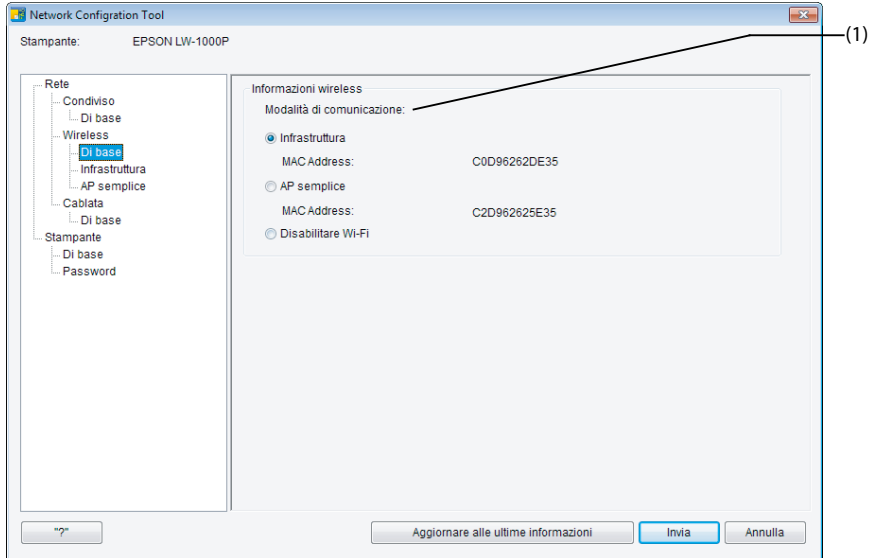 Network Configration Tool
Stampante: EPSON LW-1000P
(1)
Rete
Condiviso
Di base
Wireless
Di base
Infrastruttura
AP semplice
Cablata
Di base
Stampante
Di base
Password
Informazioni wireless
Modalità di comunicazione:
Infrastruttura
MAC Address: C0D96262DE35
AP semplice
MAC Address: C2D962625E35
Disabilitare Wi-Fi
"?"
Aggiornare alle ultime informazioni
Invia
Annulla